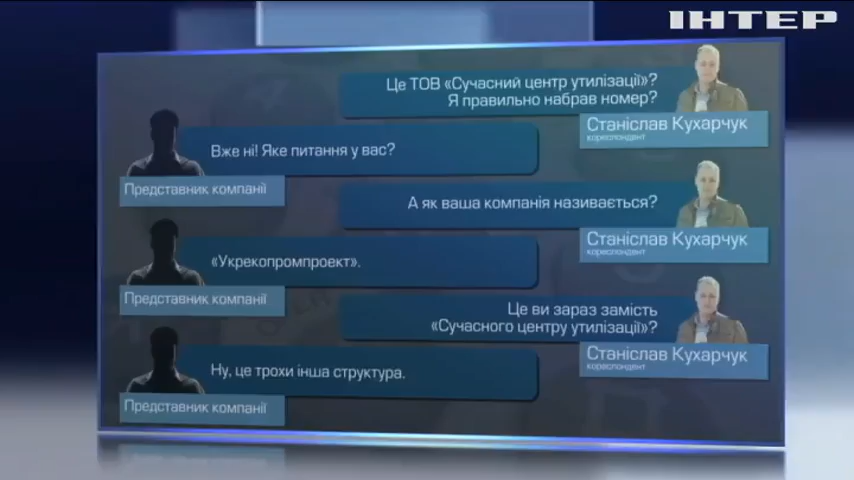 ІНТЕР
Це ТОВ «Сучасний центр утилізації»?
Я правильно набрав номер?
Станіслав Кухарчук
кореспондент
Вже ні! Яке питання у вас?
Представник компанії
А як ваша компанія називається?
Станіслав Кухарчук
кореспондент
«Укрекопромпроект».
Представник компанії
Це ви зараз замість
«Сучасного центру утилізації»?
Станіслав Кухарчук
кореспондент
Ну, це трохи інша структура.
Представник компанії